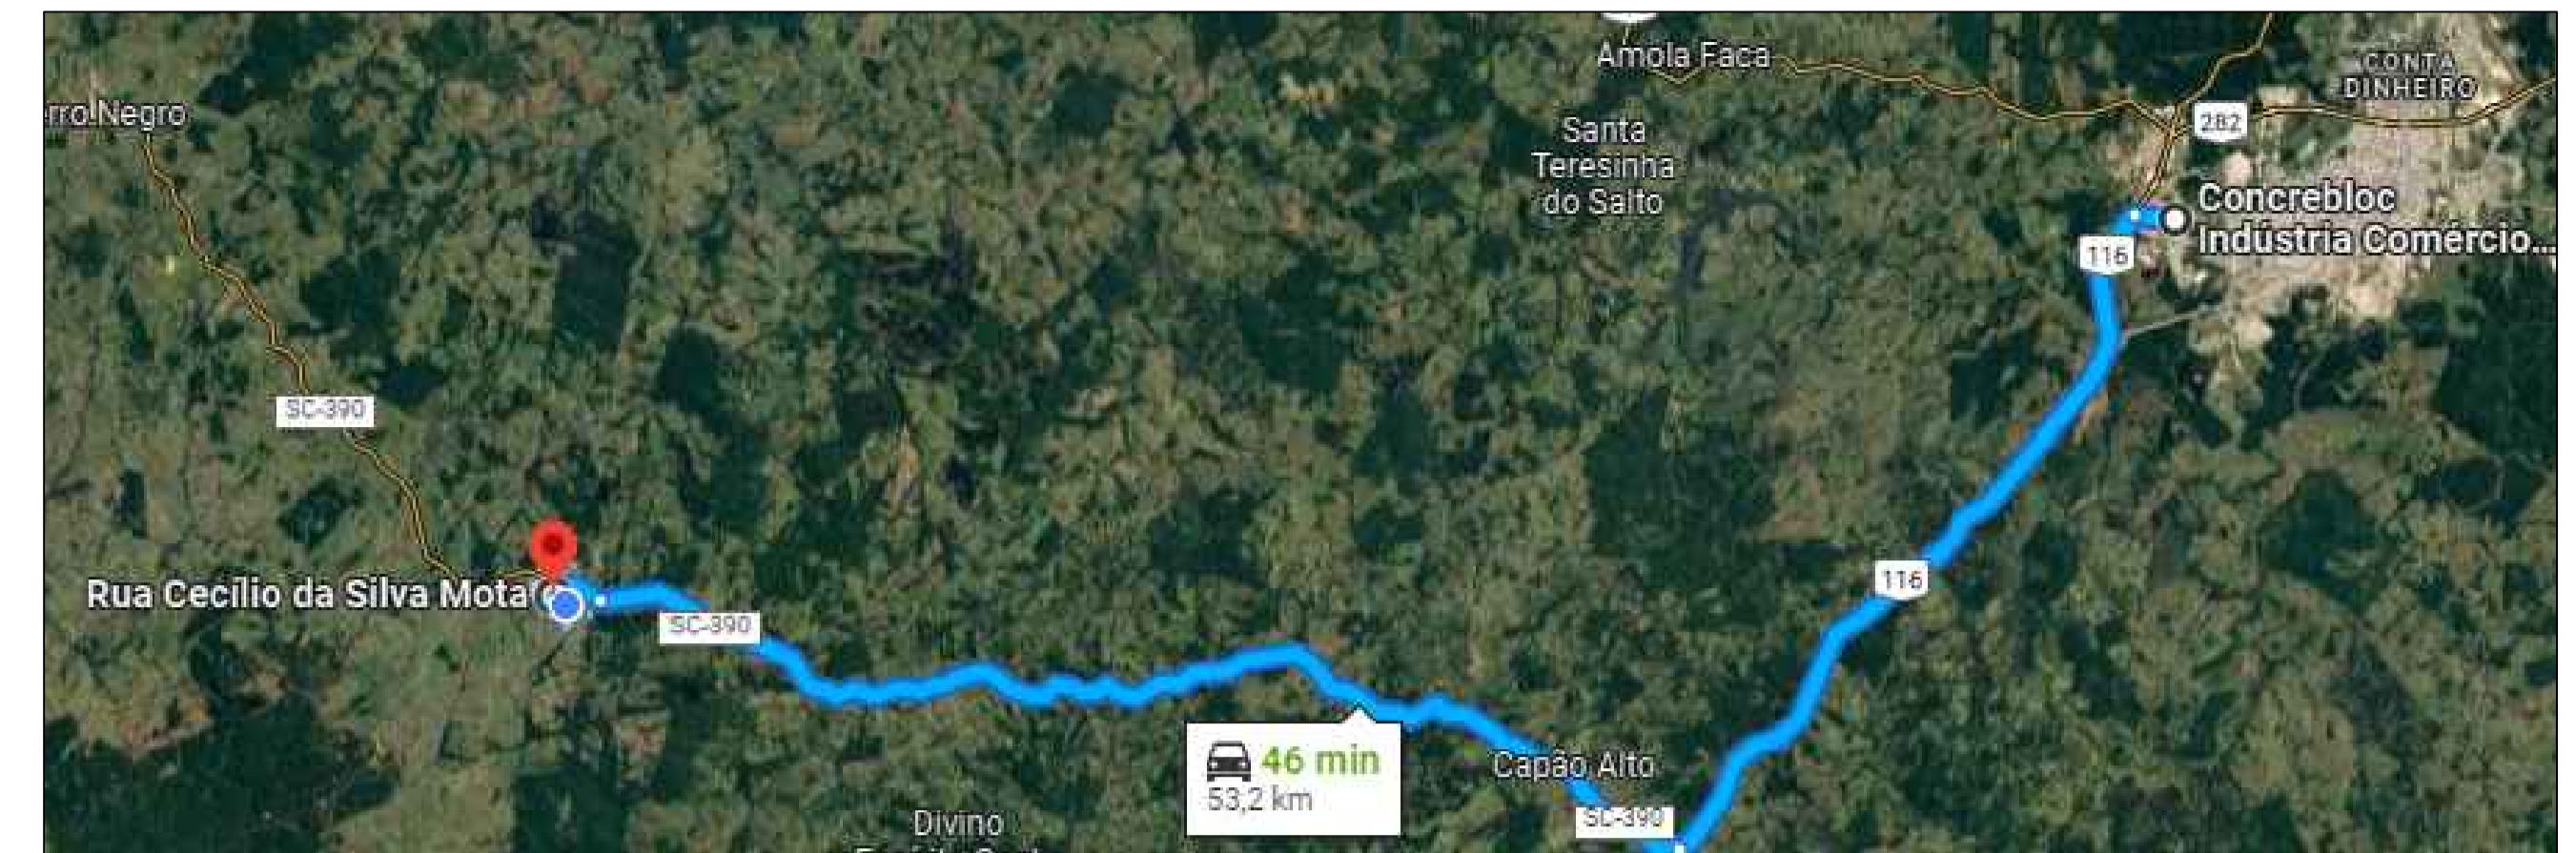 Amola Faca
CONTA
DINHEIRO
rro Negro
282
Santa
Teresinha
do Salto
Concrebloc
Indústria Comércio...
116
SC-390
116
Rua Cecílio da Silva Mota
SC-390
46 min
53,2 km
Capão Alto
SC-390
Divino